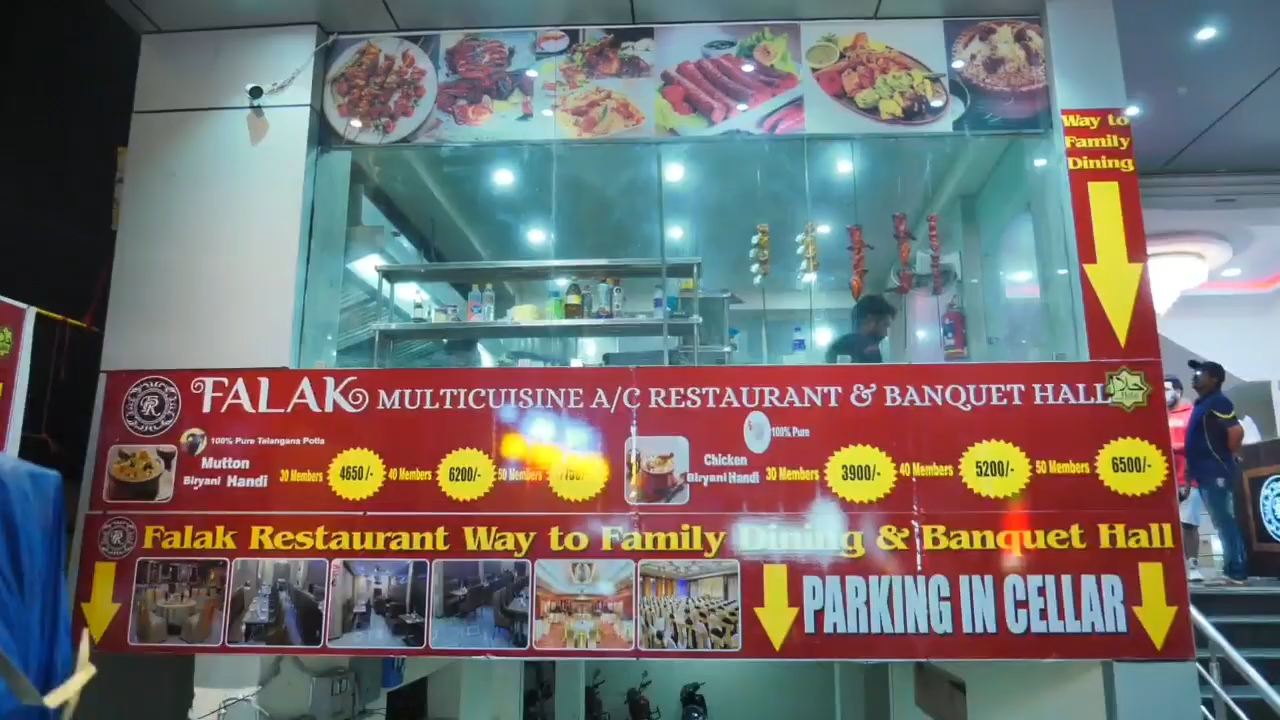 Way to
Family
Dining
FALAK MULTICUISINE A/C RESTAURANT & BANQUET HALL
حلال
Halal
100% Pure Telangana Potla
Mutton
Biryani Handi
30 Members 4650/- 40 Members 6200/- 50 Members
100% Pure
Chicken
Biryani Handi
30 Members 3900/- 40 Members 5200/- 50 Members 6500/-
Falak Restaurant Way to Family Dining & Banquet Hall
PARKING IN CELLAR